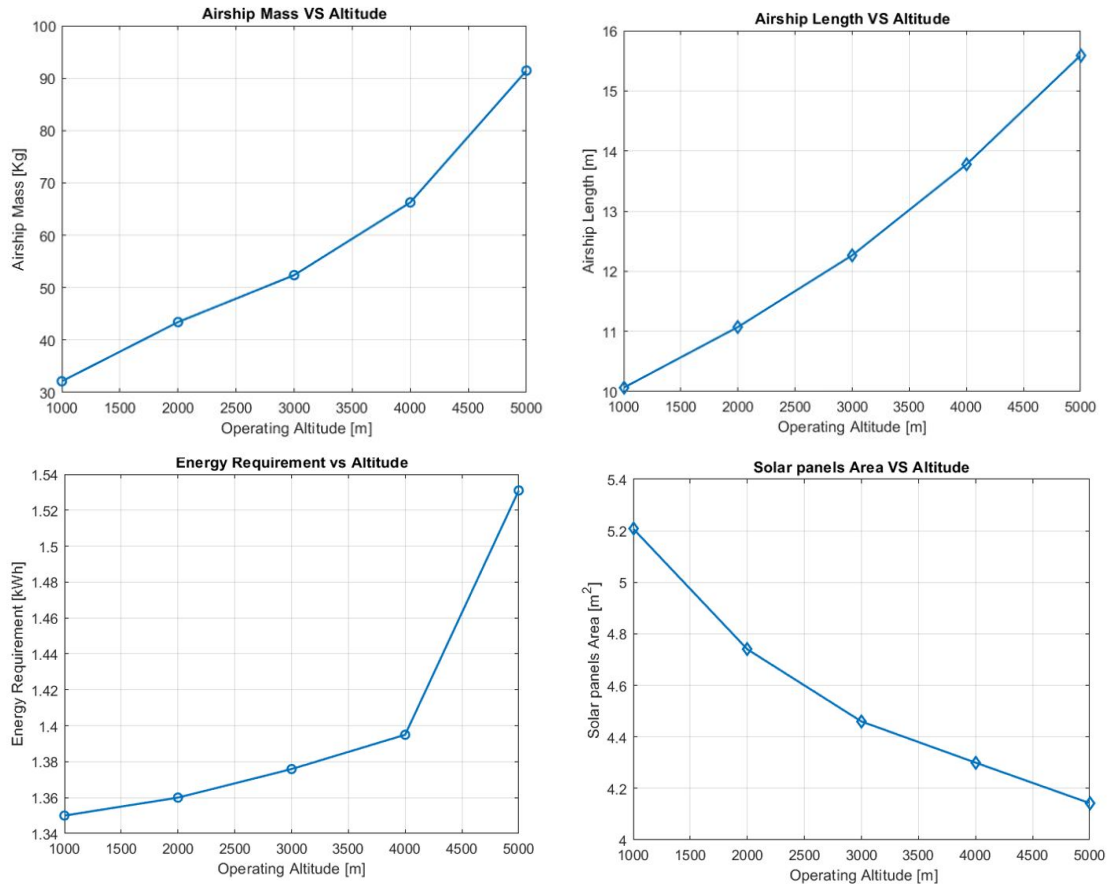 Airship Mass VS Altitude
100
90
80
70
60
50
40
30
Airship Mass [Kg]
1000 1500 2000 2500 3000 3500 4000 4500 5000
Operating Altitude [m]
Airship Length VS Altitude
16
15
14
13
12
11
10
Airship Length [m]
1000 1500 2000 2500 3000 3500 4000 4500 5000
Operating Altitude [m]
Energy Requirement vs Altitude
1.54
1.52
1.5
1.48
1.46
1.44
1.42
1.4
1.38
1.36
1.34
Energy Requirement [kWh]
1000 1500 2000 2500 3000 3500 4000 4500 5000
Operating Altitude [m]
Solar panels Area VS Altitude
5.4
5.2
5
4.8
4.6
4.4
4.2
4
Solar panels Area [m²]
1000 1500 2000 2500 3000 3500 4000 4500 5000
Operating Altitude [m]